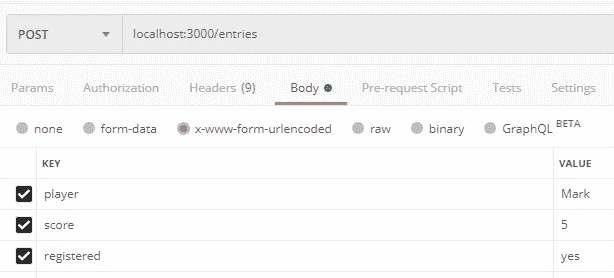 POST localhost:3000/entries
Params Authorization Headers (9) Body Pre-request Script Tests Settings
none form-data x-www-form-urlencoded raw binary GraphQL BETA
KEY VALUE
player Mark
score 5
registered yes